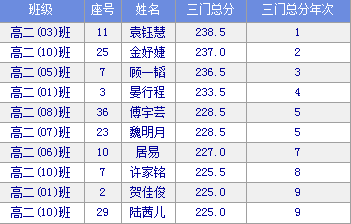 班级 座号 姓名 三门总分 三门总分年次
高二(03)班 11 袁钰慧 238.5 1
高二(10)班 25 金妤婕 237.0 2
高二(05)班 7 顾一韬 236.5 3
高二(01)班 3 晏行程 233.5 4
高二(08)班 36 傅宇芸 228.5 5
高二(07)班 23 魏明月 228.5 5
高二(06)班 10 居易 227.0 7
高二(10)班 7 许家铭 225.5 8
高二(01)班 2 贺佳俊 225.0 9
高二(10)班 29 陆茜儿 225.0 9